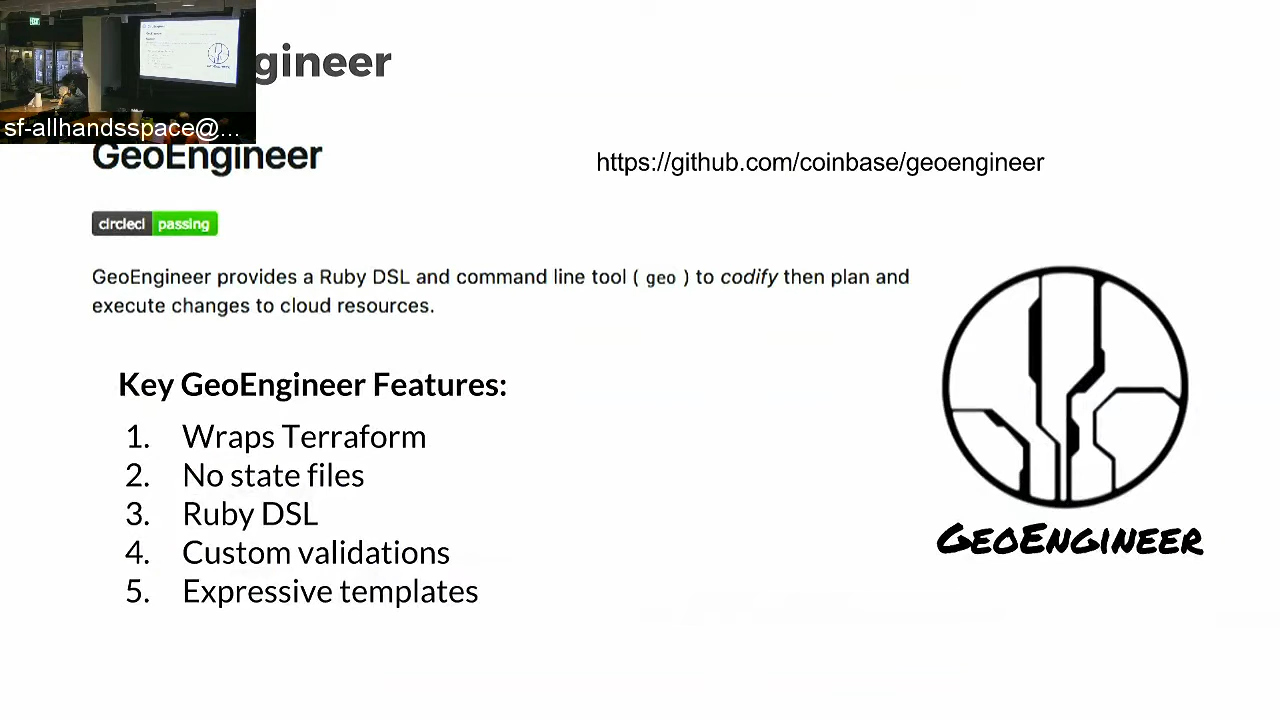 gineer
sf-allhandsspace@...
GeoEngineer
https://github.com/coinbase/geoengineer
circleci passing
GeoEngineer provides a Ruby DSL and command line tool ( geo ) to codify then plan and
execute changes to cloud resources.
Key GeoEngineer Features:
1. Wraps Terraform
2. No state files
3. Ruby DSL
4. Custom validations
5. Expressive templates
GEOENGINEER